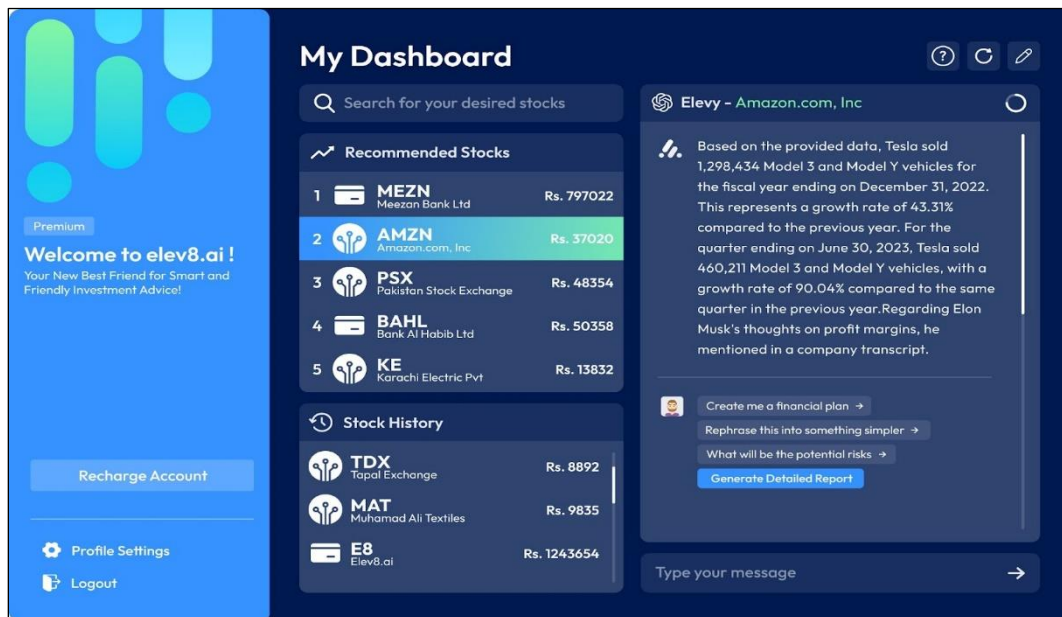 Premium
Welcome to elev8.ai !
Your New Best Friend for Smart and
Friendly Investment Advice!
Recharge Account
Profile Settings
Logout
My Dashboard
Search for your desired stocks
Recommended Stocks
1 MEZN Rs. 797022
Meezan Bank Ltd
2 AMZN Rs. 37020
Amazon.com, Inc
3 PSX Rs. 48354
Pakistan Stock Exchange
4 BAHL Rs. 50358
Bank Al Habib Ltd
5 KE Rs. 13832
Karachi Electric Pvt
Stock History
TDX Rs. 8892
Tapal Exchange
MAT Rs. 9835
Muhamad Ali Textiles
E8 Rs. 1243654
Elev8.ai
?
Elevy - Amazon.com, Inc
Based on the provided data, Tesla sold
1,298,434 Model 3 and Model Y vehicles for
the fiscal year ending on December 31, 2022.
This represents a growth rate of 43.31%
compared to the previous year. For the
quarter ending on June 30, 2023, Tesla sold
460,211 Model 3 and Model Y vehicles, with a
growth rate of 90.04% compared to the same
quarter in the previous year.Regarding Elon
Musk's thoughts on profit margins, he
mentioned in a company transcript.
Create me a financial plan →
Rephrase this into something simpler →
What will be the potential risks →
Generate Detailed Report
Type your message